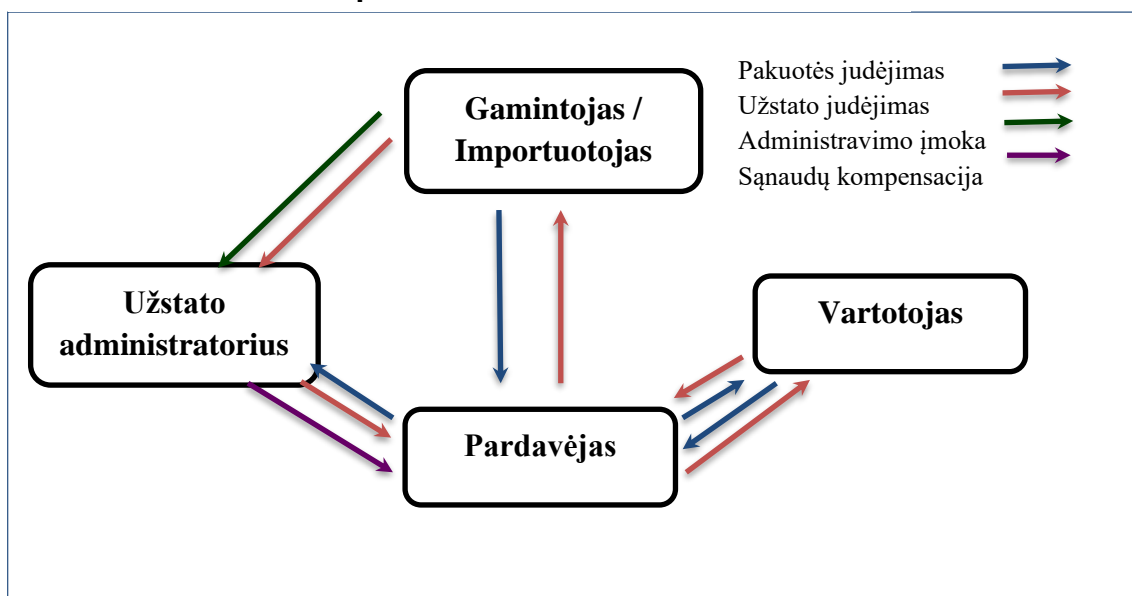 Gamintojas /
Importuotojas
Pakuotės judėjimas
Užstato judėjimas
Administravimo įmoka
Sąnaudų kompensacija
Užstato
administratorius
Vartotojas
Pardavėjas